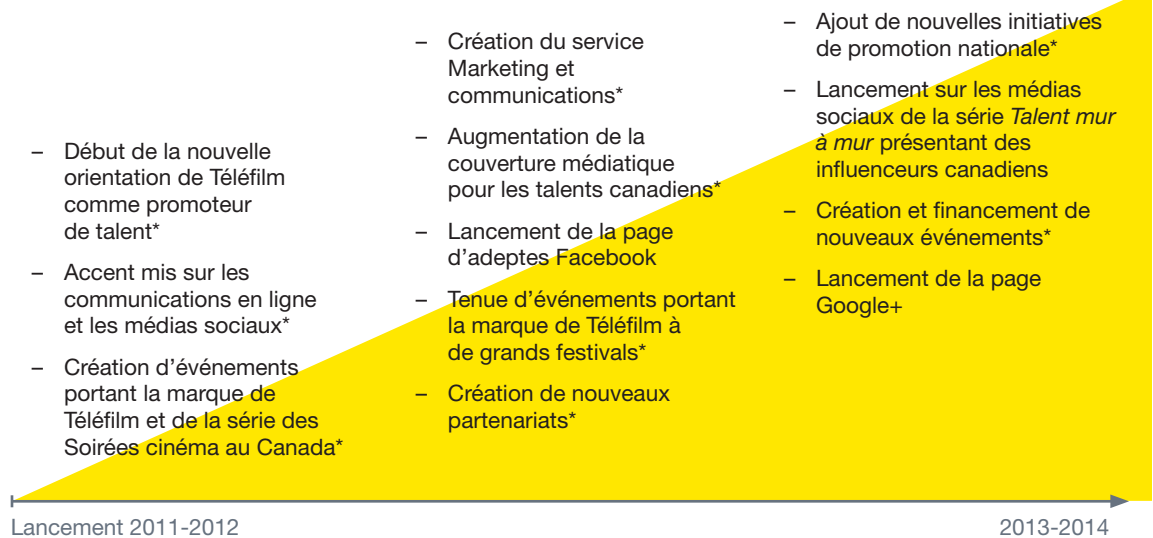 – Début de la nouvelle
orientation de Téléfilm
comme promoteur
de talent*
– Accent mis sur les
communications en ligne
et les médias sociaux*
– Création d’événements
portant la marque de
Téléfilm et de la série des
Soirées cinéma au Canada*
– Création du service
Marketing et
communications*
– Augmentation de la
couverture médiatique
pour les talents canadiens*
– Lancement de la page
d’adeptes Facebook
– Tenue d’événements portant
la marque de Téléfilm à
de grands festivals*
– Création de nouveaux
partenariats*
– Ajout de nouvelles initiatives
de promotion nationale*
– Lancement sur les médias
sociaux de la série Talent mur
à mur présentant des
influenceurs canadiens
– Création et financement de
nouveaux événements*
– Lancement de la page
Google+
Lancement 2011-2012
2013-2014